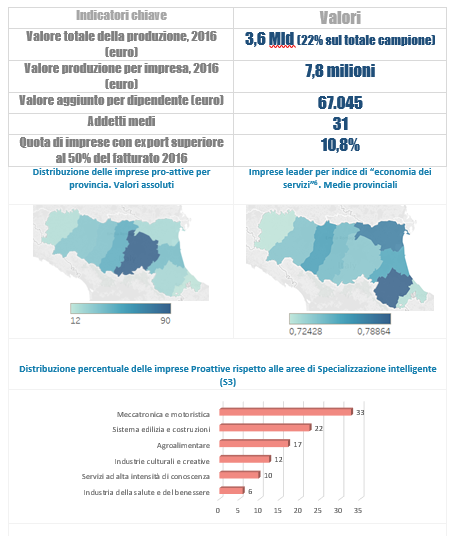 Indicatori chiave
Valori
Valore totale della produzione, 2016
(euro)
3,6 Mld (22% sul totale campione)
Valore produzione per impresa, 2016
(euro)
7,8 milioni
Valore aggiunto per dipendente (euro)
67.045
Addetti medi
31
Quota di imprese con export superiore
al 50% del fatturato 2016
10,8%
Distribuzione delle imprese pro-attive per
provincia. Valori assoluti
Imprese leader per indice di “economia dei
servizi”⁶ . Medie provinciali
12
90
0,72428
0,78864
Distribuzione percentuale delle imprese Proattive rispetto alle aree di Specializzazione intelligente
(S3)
Meccatronica e motoristica
33
Sistema edilizia e costruzioni
22
Agroalimentare
17
Industrie culturali e creative
12
Servizi ad alta intensità di conoscenza
10
Industria della salute e del benessere
6
0 5 10 15 20 25 30 35